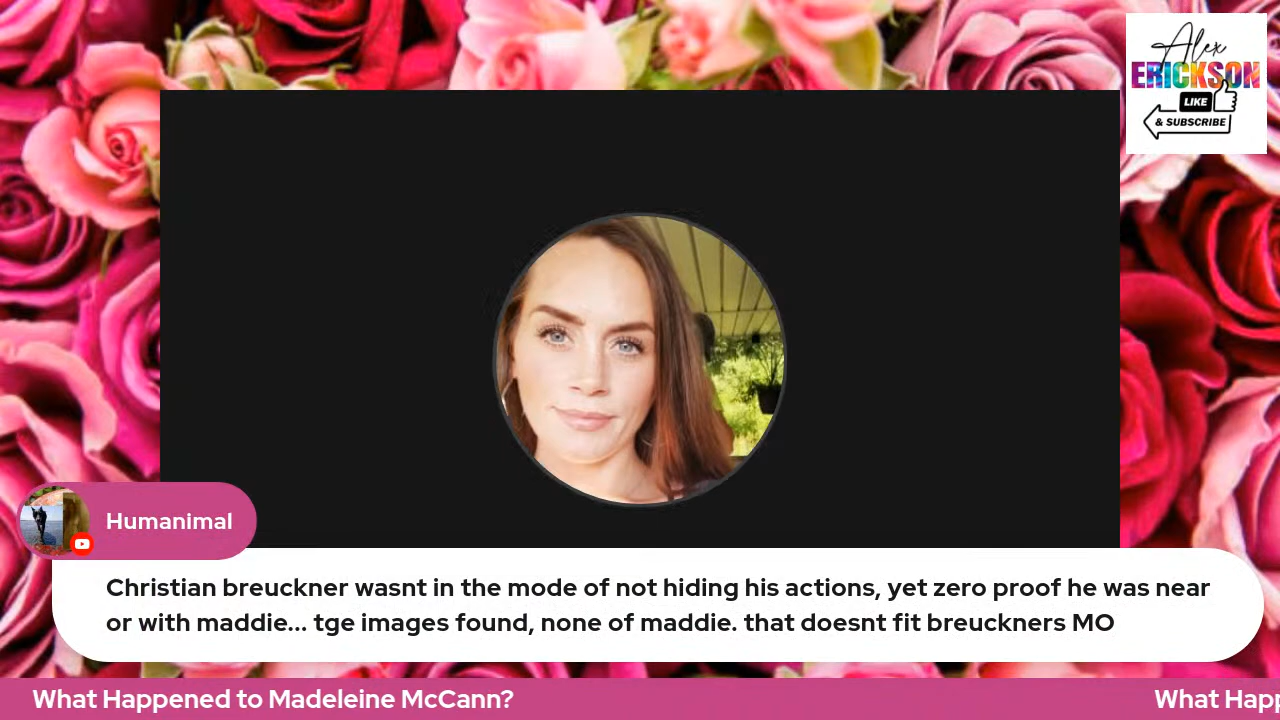 Alex
ERICKSON
LIKE
& SUBSCRIBE
Humanimal
Christian breuckner wasnt in the mode of not hiding his actions, yet zero proof he was near
or with maddie... tge images found, none of maddie. that doesnt fit breuckners MO
What Happened to Madeleine McCann?
What Happ